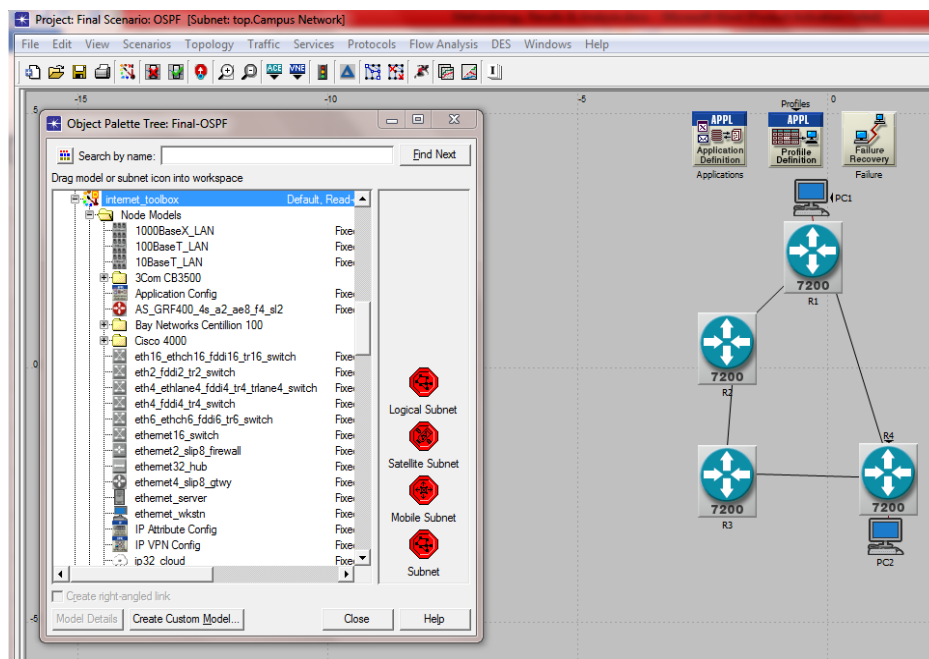 Project: Final Scenario: OSPF [Subnet: top.Campus Network]
File Edit View Scenarios Topology Traffic Services Protocols Flow Analysis DES Windows Help
ACE VNE
-15 -10 -5 0
5
0
-5
Object Palette Tree: Final-OSPF
Search by name: Find Next
Drag model or subnet icon into workspace
internet_toolbox Default, Read-
Node Models
1000BaseX_LAN Fixe
100BaseT_LAN Fixe
10BaseT_LAN Fixe
3Com CB3500
Application Config Fixe
AS_GRF400_4s_a2_ae8_f4_sl2 Fixe
Bay Networks Centillion 100
Cisco 4000
eth16_ethch16_fddi16_tr16_switch Fixe
eth2_fddi2_tr2_switch Fixe
eth4_ethlane4_fddi4_tr4_trlane4_switch Fixe
eth4_fddi4_tr4_switch Fixe
eth6_ethch6_fddi6_tr6_switch Fixe
ethernet16_switch Fixe
ethernet2_slip8_firewall Fixe
ethernet32_hub Fixe
ethernet4_slip8_gtwy Fixe
ethernet_server Fixe
ethernet_wkstn Fixe
IP Attribute Config Fixe
IP VPN Config Fixe
ip32_cloud Fixe
Logical Subnet
Satellite Subnet
Mobile Subnet
Subnet
Create right-angled link
Model Details Create Custom Model... Close Help
APPL
Application
Definition
Applications
Profiles
APPL
Profile
Definition
Failure
Recovery
Failure
PC1
7200
R1
7200
R2
7200
R3
R4
7200
PC2